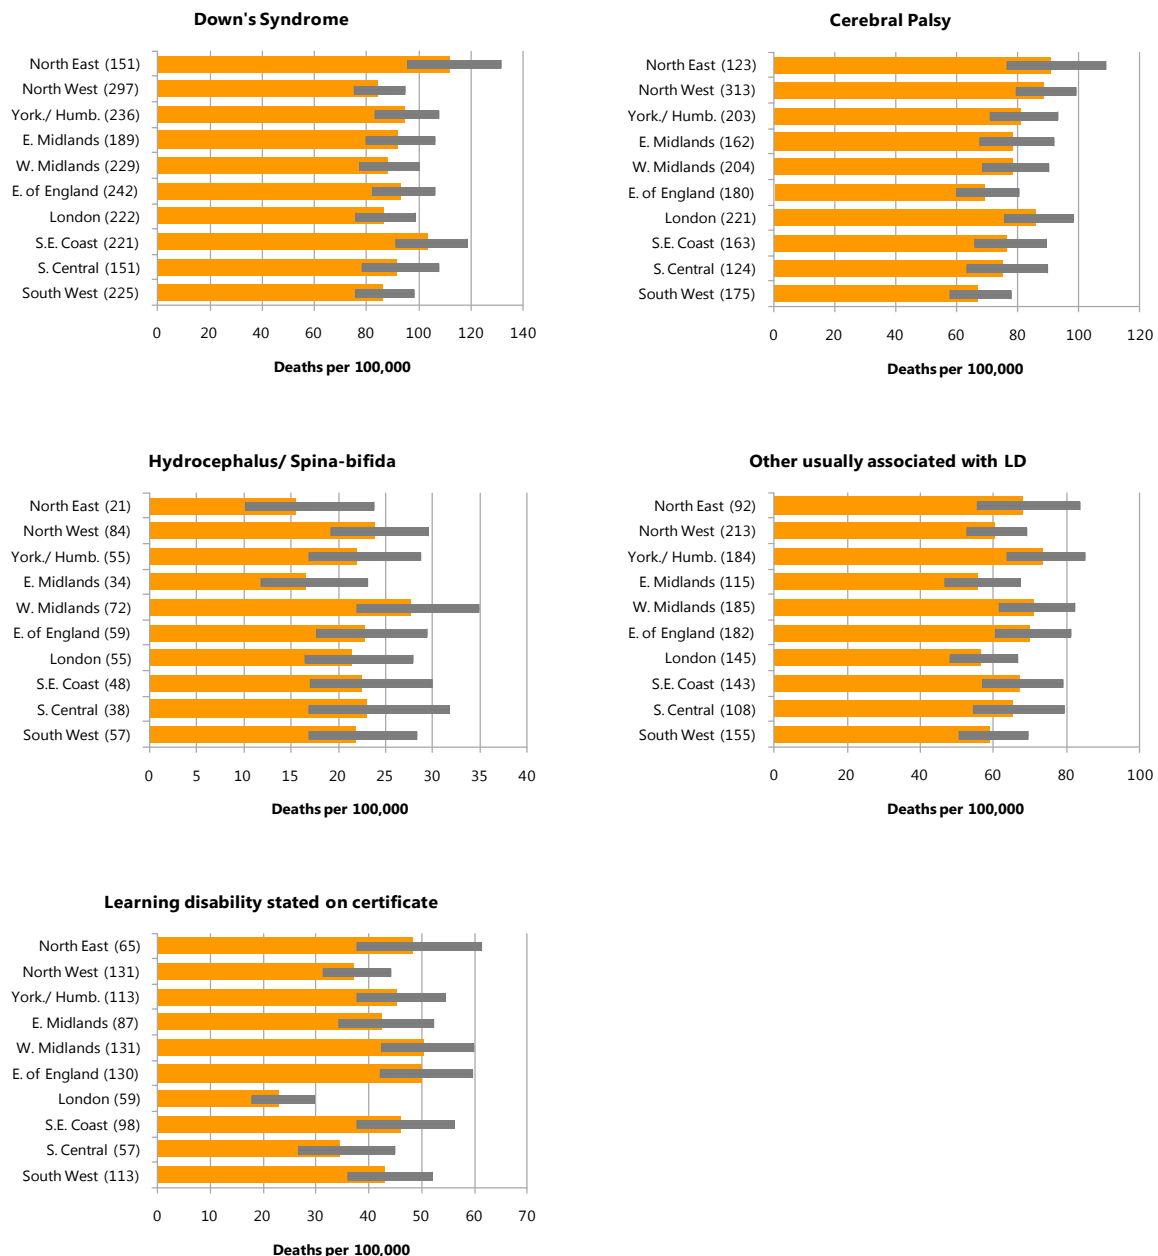 Down's Syndrome
North East (151)
North West (297)
York./ Humb. (236)
E. Midlands (189)
W. Midlands (229)
E. of England (242)
London (222)
S.E. Coast (221)
S. Central (151)
South West (225)
0 20 40 60 80 100 120 140
Deaths per 100,000
Cerebral Palsy
North East (123)
North West (313)
York./ Humb. (203)
E. Midlands (162)
W. Midlands (204)
E. of England (180)
London (221)
S.E. Coast (163)
S. Central (124)
South West (175)
0 20 40 60 80 100 120
Deaths per 100,000
Hydrocephalus/ Spina-bifida
North East (21)
North West (84)
York./ Humb. (55)
E. Midlands (34)
W. Midlands (72)
E. of England (59)
London (55)
S.E. Coast (48)
S. Central (38)
South West (57)
0 5 10 15 20 25 30 35 40
Deaths per 100,000
Other usually associated with LD
North East (92)
North West (213)
York./ Humb. (184)
E. Midlands (115)
W. Midlands (185)
E. of England (182)
London (145)
S.E. Coast (143)
S. Central (108)
South West (155)
0 20 40 60 80 100
Deaths per 100,000
Learning disability stated on certificate
North East (65)
North West (131)
York./ Humb. (113)
E. Midlands (87)
W. Midlands (131)
E. of England (130)
London (59)
S.E. Coast (98)
S. Central (57)
South West (113)
0 10 20 30 40 50 60 70
Deaths per 100,000